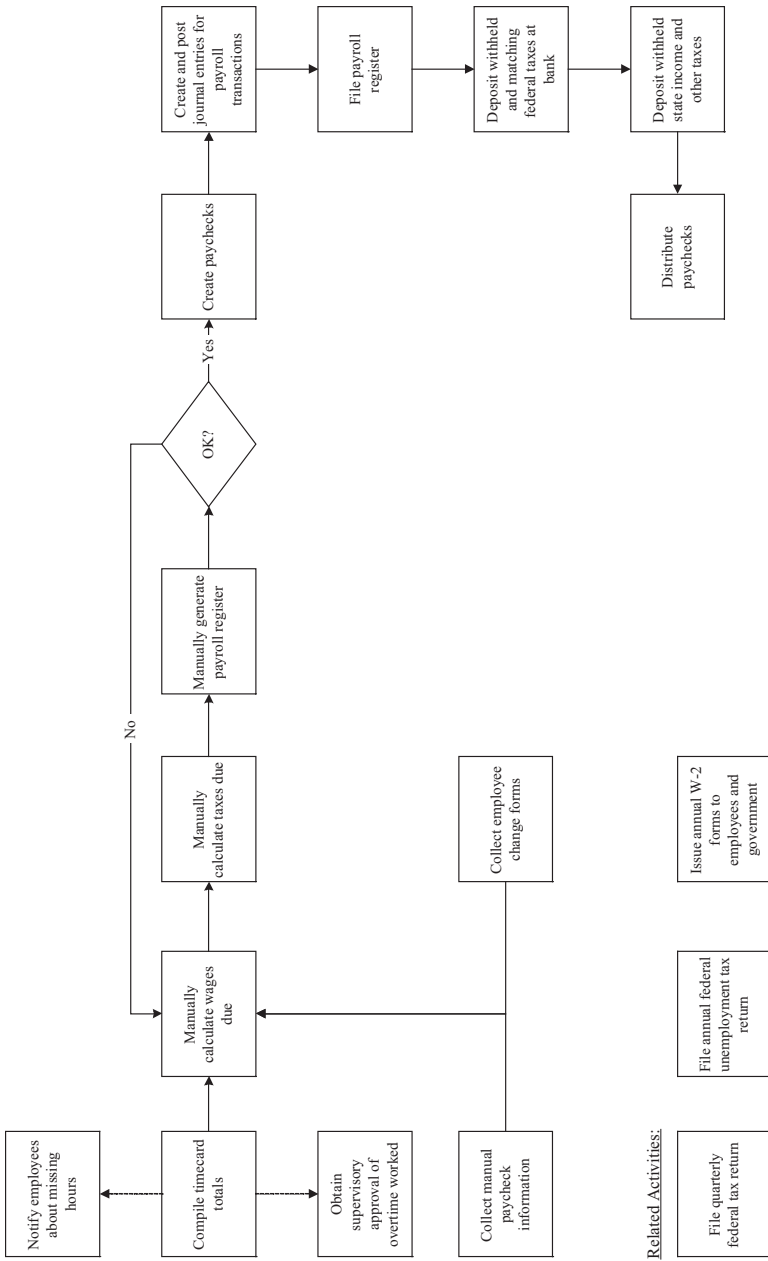 Notify employees
about missing
hours
Compile timecard
totals
Obtain
supervisory
approval of
overtime worked
Manually
calculate wages
due
Manually
calculate taxes due
Manually generate
payroll register
OK?
No
Yes
Create paychecks
Create and post
journal entries for
payroll
transactions
File payroll
register
Deposit withheld
and matching
federal taxes at
bank
Deposit withheld
state income and
other taxes
Distribute
paychecks
Collect manual
paycheck
information
Collect employee
change forms
Related Activities:
File quarterly
federal tax return
File annual federal
unemployment tax
return
Issue annual W-2
forms to
employees and
government